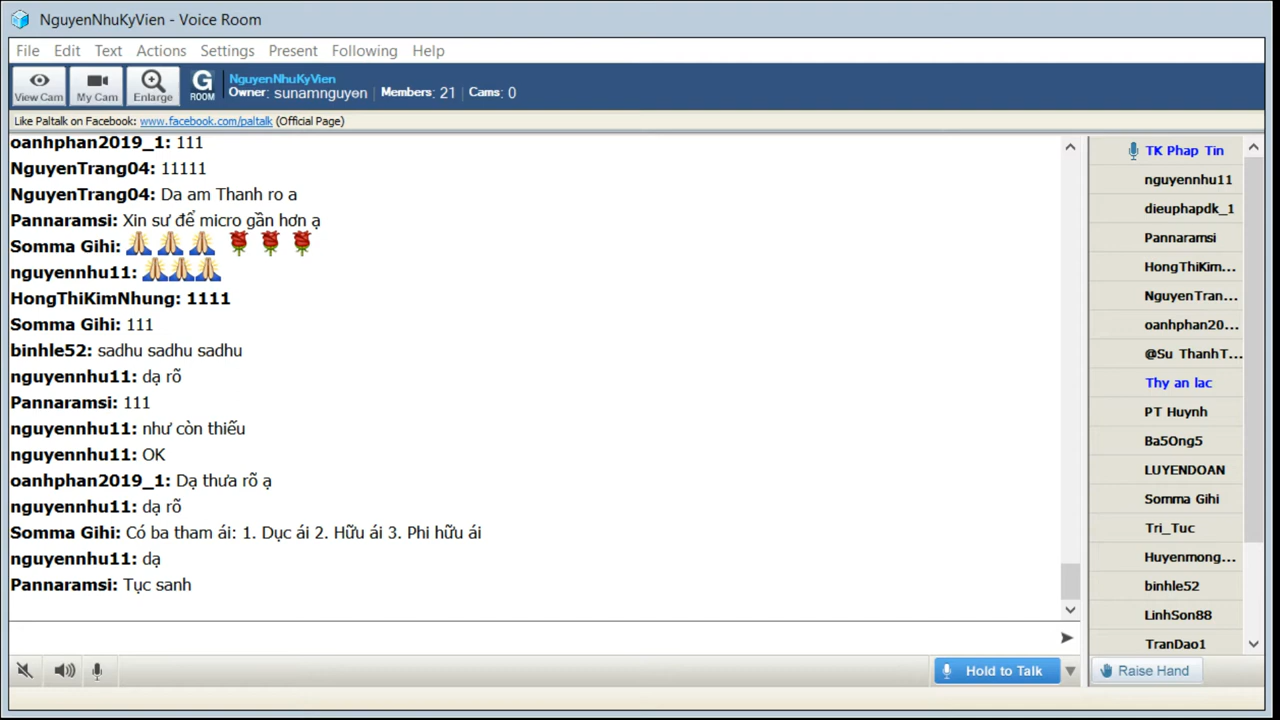 NguyenNhuKyVien - Voice Room
File Edit Text Actions Settings Present Following Help
View Cam My Cam Enlarge G ROOM
NguyenNhuKyVien
Owner: sunamnguyen | Members: 21 | Cams: 0
Like Paltalk on Facebook: www.facebook.com/paltalk (Official Page)
oanhphan2019_1: 111
NguyenTrang04: 11111
NguyenTrang04: Da am Thanh ro a
Pannaramsi: Xin sư để micro gần hơn ạ
Somma Gihi: 🙏 🙏 🙏 🌹 🌹 🌹
nguyennhu11: 🙏🙏🙏
HongThiKimNhung: 1111
Somma Gihi: 111
binhle52: sadhu sadhu sadhu
nguyennhu11: dạ rõ
Pannaramsi: 111
nguyennhu11: như còn thiếu
nguyennhu11: OK
oanhphan2019_1: Dạ thưa rõ ạ
nguyennhu11: dạ rõ
Somma Gihi: Có ba tham ái: 1. Dục ái 2. Hữu ái 3. Phi hữu ái
nguyennhu11: dạ
Pannaramsi: Tục sanh
TK Phap Tin
nguyennhu11
dieuphapdk_1
Pannaramsi
HongThiKim...
NguyenTran...
oanhphan20...
@Su ThanhT...
Thy an lac
PT Huynh
Ba5Ong5
LUYENDOAN
Somma Gihi
Tri_Tuc
Huyenmong...
binhle52
LinhSon88
TranDao1
Hold to Talk
Raise Hand